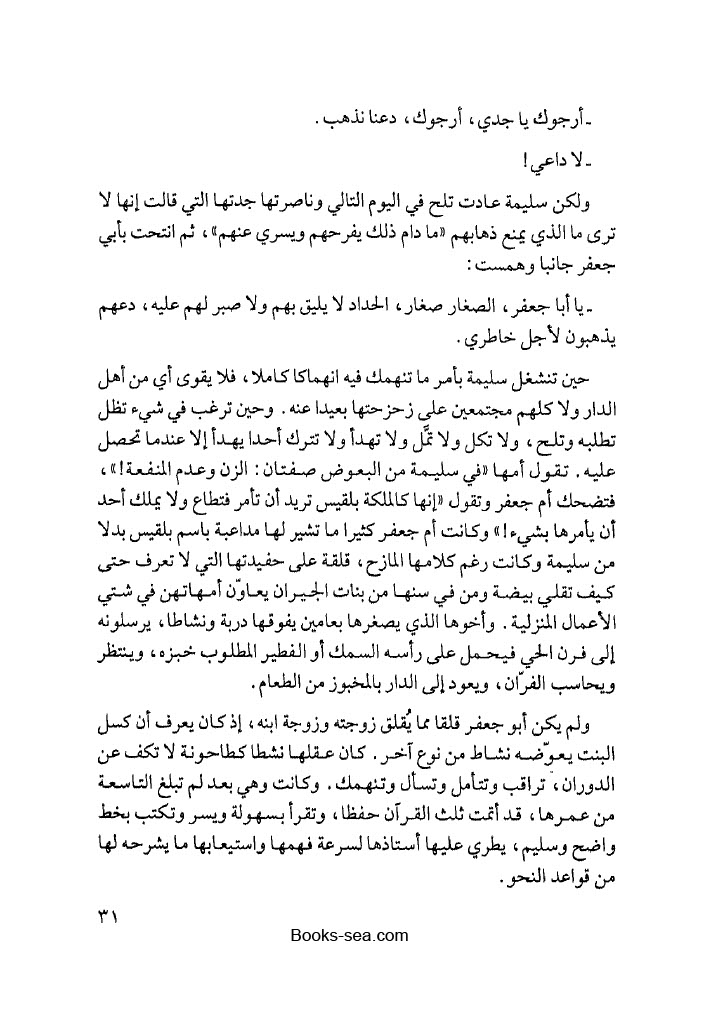 ـ أرجوك يا جدي، أرجوك، دعنا نذهب.
ـ لا داعي!
ولكن سليمة عادت تلح في اليوم التالي وناصرتها جدتها التي قالت إنها لا
ترى ما الذي يمنع ذهابهم «ما دام ذلك يفرحهم ويسري عنهم»، ثم انتحت بأبي
جعفر جانبا وهمست:
ـ يا أبا جعفر، الصغار صغار، الحداد لا يليق بهم ولا صبر لهم عليه، دعهم
يذهبون لأجل خاطري.
حين تنشغل سليمة بأمر ما تنهمك فيه انهماكا كاملا، فلا يقوى أي من أهل
الدار ولا كلهم مجتمعين على زحزحتها بعيدا عنه. وحين ترغب في شيء تظل
تطلبه وتلح، ولا تكل ولا تملَّ ولا تهدأ ولا تترك أحدا يهدأ إلا عندما تحصل
عليه. تقول أمها «في سليمة من البعوض صفتان: الزن وعدم المنفعة!»،
فتضحك أم جعفر وتقول «إنها كالملكة بلقيس تريد أن تأمر فتطاع ولا يملك أحد
أن يأمرها بشيء!» وكانت أم جعفر كثيرا ما تشير لها مداعبة باسم بلقيس بدلا
من سليمة وكانت رغم كلامها المازح، قلقة على حفيدتها التي لا تعرف حتى
كيف تقلي بيضة ومن في سنها من بنات الجيران يعاوّن أمهاتهن في شتي
الأعمال المنزلية. وأخوها الذي يصغرها بعامين يفوقها دربة ونشاطا، يرسلونه
إلى فرن الحي فيحمل على رأسه السمك أو الفطير المطلوب خبزه، وينتظر
ويحاسب الفرّان، ويعود إلى الدار بالمخبوز من الطعام.
ولم يكن أبو جعفر قلقا مما يُقلق زوجته وزوجة ابنه، إذ كان يعرف أن كسل
البنت يعوّضه نشاط من نوع آخر. كان عقلها نشطا كطاحونة لا تكف عن
الدوران، تراقب وتتأمل وتسأل وتنهمك. وكانت وهي بعد لم تبلغ التاسعة
من عمرها، قد أتمت ثلث القرآن حفظا، وتقرأ بسهولة ويسر وتكتب بخط
واضح وسليم، يطري عليها أستاذها لسرعة فهمها واستيعابها ما يشرحه لها
من قواعد النحو.
٣١
Books-sea.com